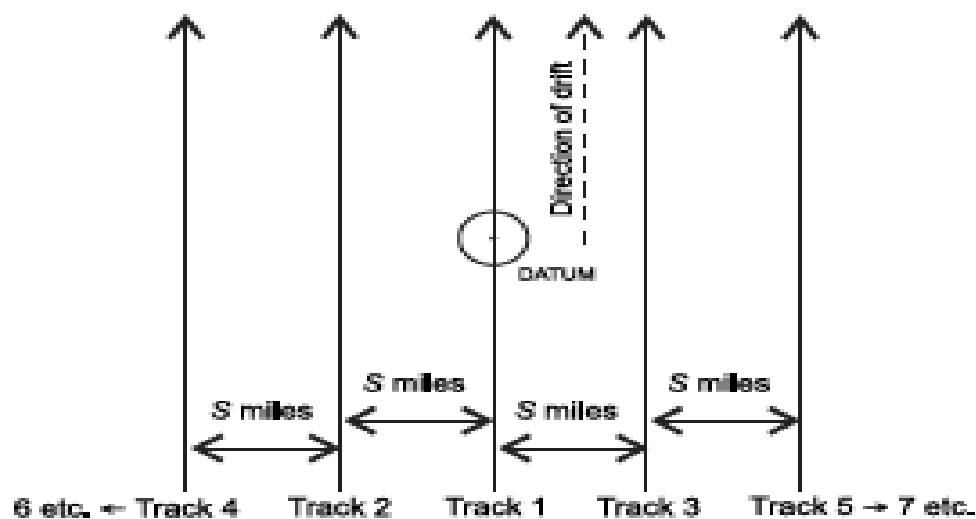 Direction of drift
DATUM
S miles
S miles
S miles
S miles
6 etc. ← Track 4
Track 2
Track 1
Track 3
Track 5 → 7 etc.